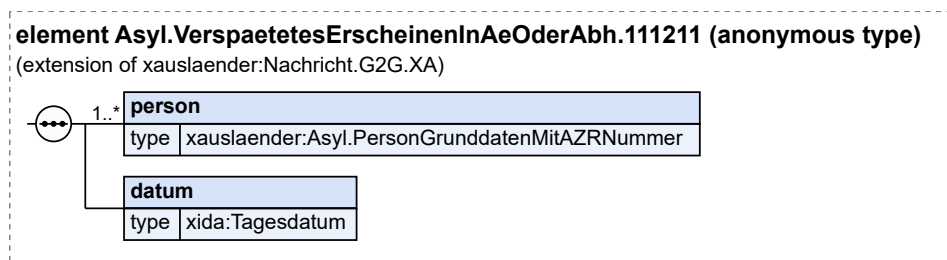 element Asyl.VerspaetetesErscheinenInAeOderAbh.111211 (anonymous type)
(extension of xauslaender:Nachricht.G2G.XA)
1..* person
type xauslaender:Asyl.PersonGrunddatenMitAZRNummer
datum
type xida:Tagesdatum